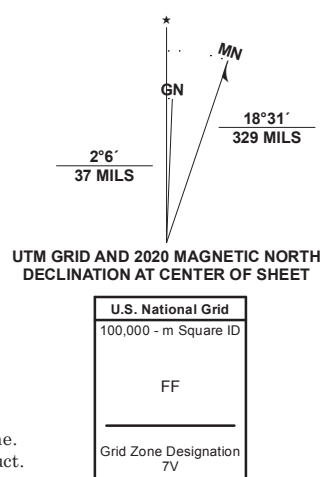 ★
MN
GN
18°31´
329 MILS
2°6´
37 MILS
UTM GRID AND 2020 MAGNETIC NORTH
DECLINATION AT CENTER OF SHEET
U.S. National Grid
100,000 - m Square ID
FF
Grid Zone Designation
7V